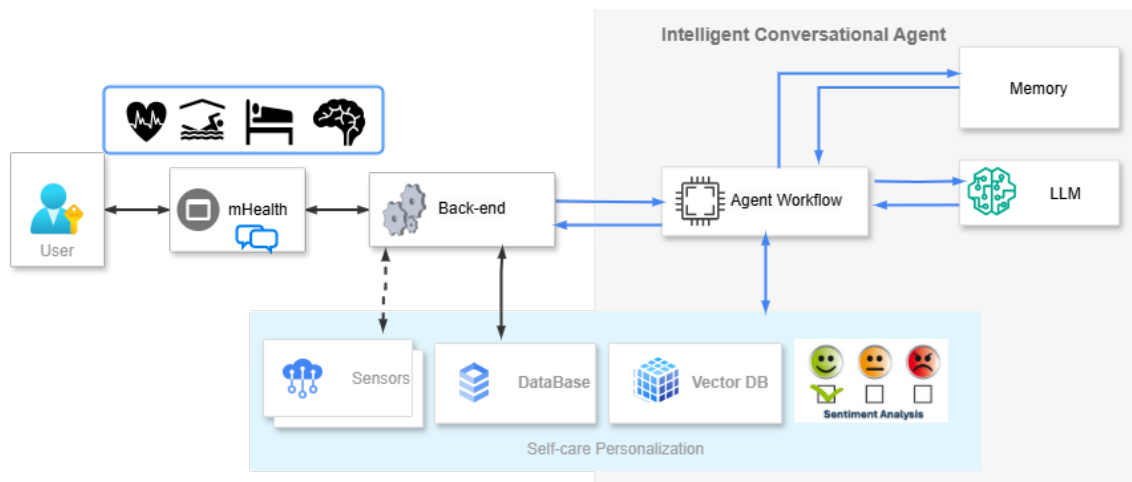 Intelligent Conversational Agent
Memory
User
mHealth
Back-end
Agent Workflow
LLM
Sensors
DataBase
Vector DB
Sentiment Analysis
Self-care Personalization